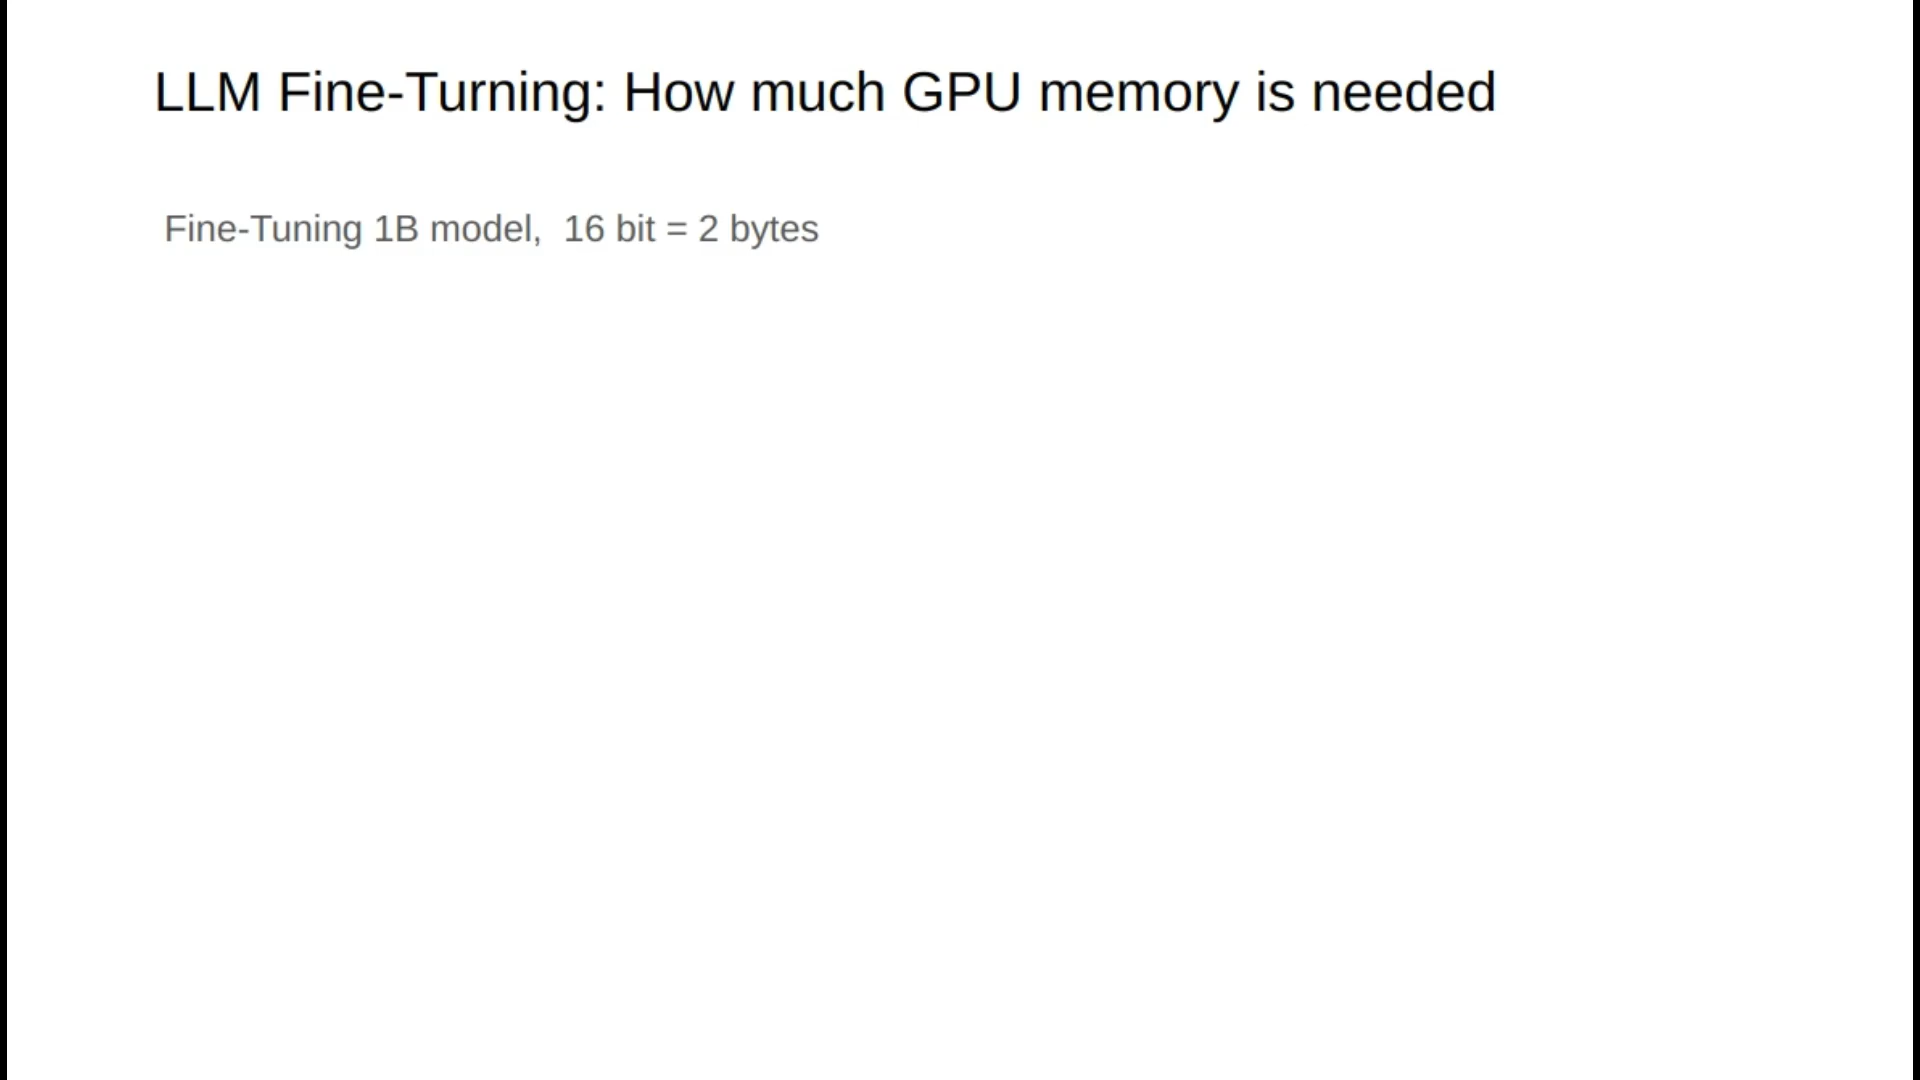 LLM Fine-Turning: How much GPU memory is needed
Fine-Tuning 1B model,  16 bit = 2 bytes